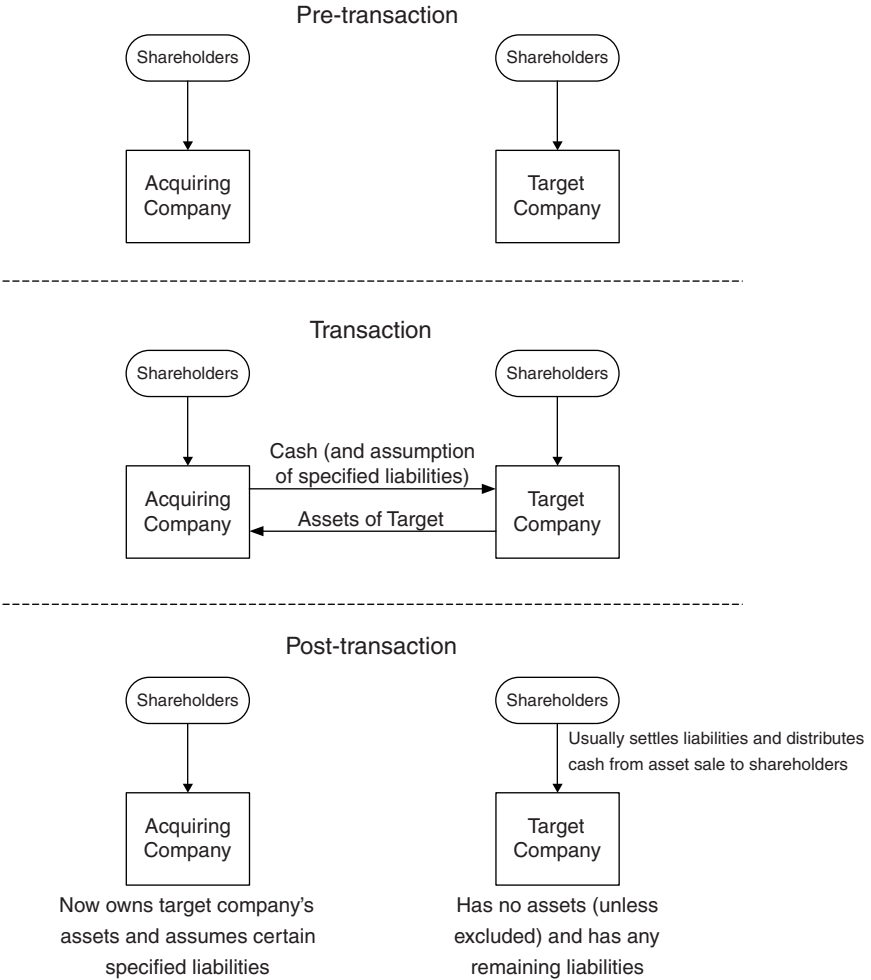 Pre-transaction
Shareholders
Shareholders
Acquiring
Company
Target
Company
Transaction
Shareholders
Shareholders
Cash (and assumption
of specified liabilities)
Acquiring
Company
Target
Company
Assets of Target
Post-transaction
Shareholders
Shareholders
Usually settles liabilities and distributes
cash from asset sale to shareholders
Acquiring
Company
Target
Company
Now owns target company’s
assets and assumes certain
specified liabilities
Has no assets (unless
excluded) and has any
remaining liabilities